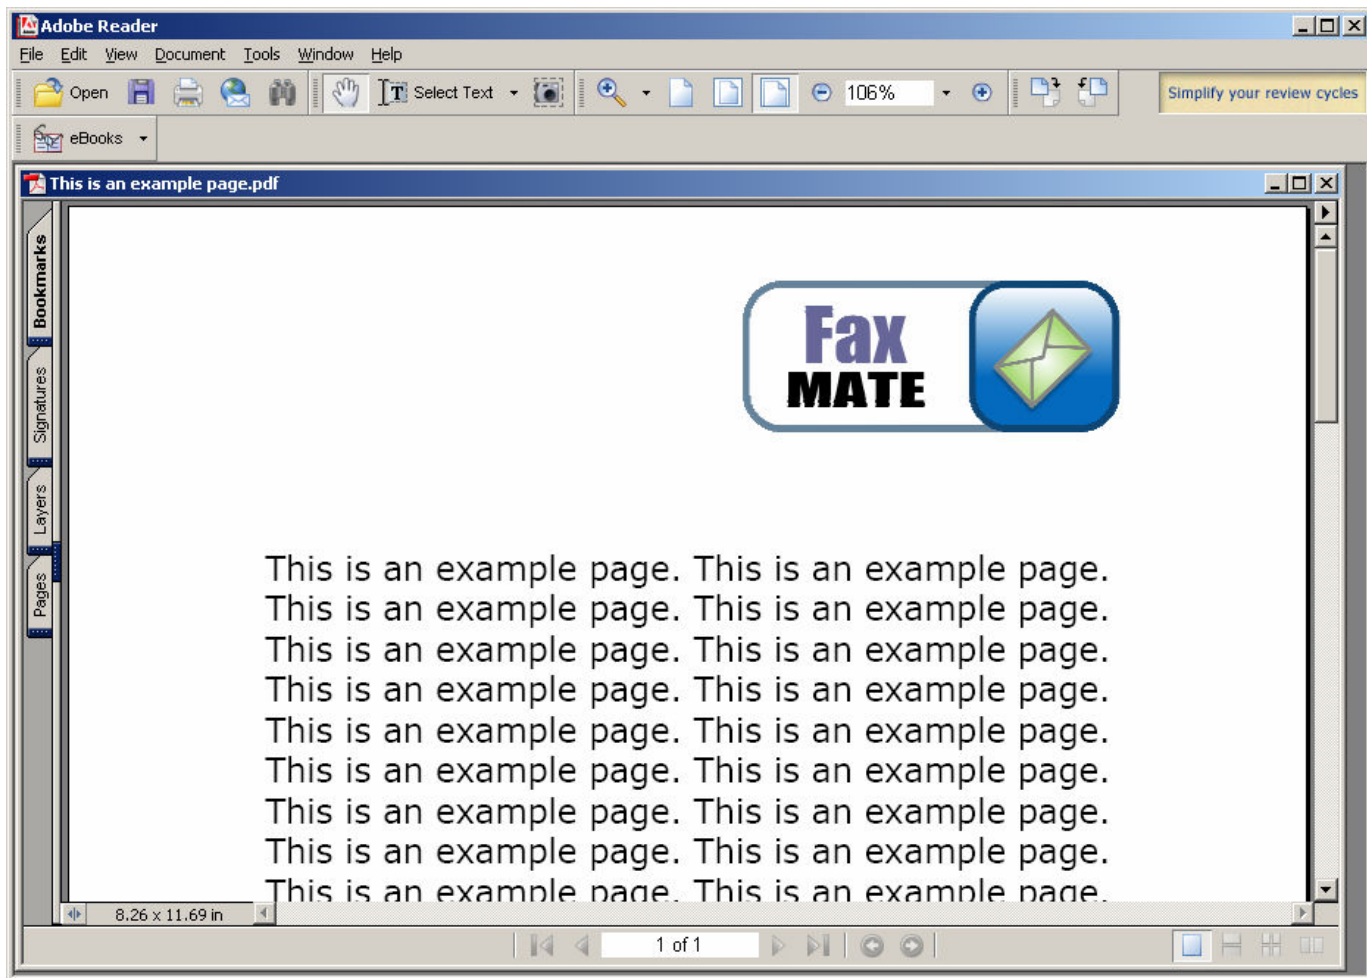 Adobe Reader
File Edit View Document Tools Window Help
Open Select Text 106% Simplify your review cycles
eBooks
This is an example page.pdf
Bookmarks
Signatures
Layers
Pages
Fax
MATE
This is an example page. This is an example page.
This is an example page. This is an example page.
This is an example page. This is an example page.
This is an example page. This is an example page.
This is an example page. This is an example page.
This is an example page. This is an example page.
This is an example page. This is an example page.
This is an example page. This is an example page.
This is an example page. This is an example page.
8.26 x 11.69 in
1 of 1